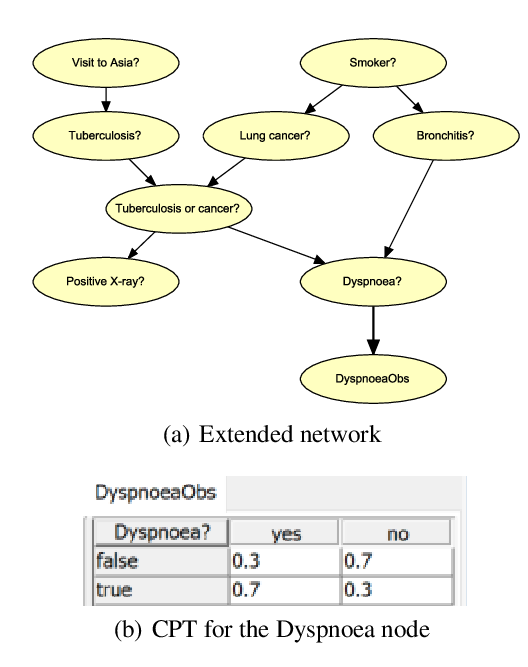 Visit to Asia?
Smoker?
Tuberculosis?
Lung cancer?
Bronchitis?
Tuberculosis or cancer?
Positive X-ray?
Dyspnoea?
DyspnoeaObs
(a) Extended network
DyspnoeaObs
Dyspnoea? yes no
false 0.3 0.7
true 0.7 0.3
(b) CPT for the Dyspnoea node